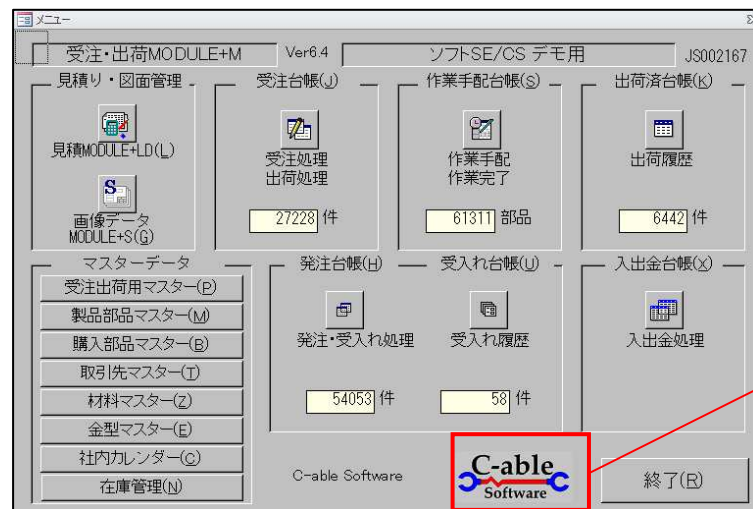 メニュー
受注・出荷MODULE+M
Ver6.4
ソフトSE/CS デモ用
JS002167
見積り・図面管理
見積MODULE+LD(L)
画像データ
MODULE+S(G)
受注台帳(J)
受注処理
出荷処理
27228 件
作業手配台帳(S)
作業手配
作業完了
61311 部品
出荷済台帳(K)
出荷履歴
6442 件
マスターデータ
受注出荷用マスター(P)
製品部品マスター(M)
購入部品マスター(B)
取引先マスター(T)
材料マスター(Z)
金型マスター(E)
社内カレンダー(C)
在庫管理(N)
発注台帳(H)
発注・受入れ処理
54053 件
受入れ台帳(U)
受入れ履歴
58 件
入出金台帳(X)
入出金処理
C-able Software
C-able
Software
終了(R)